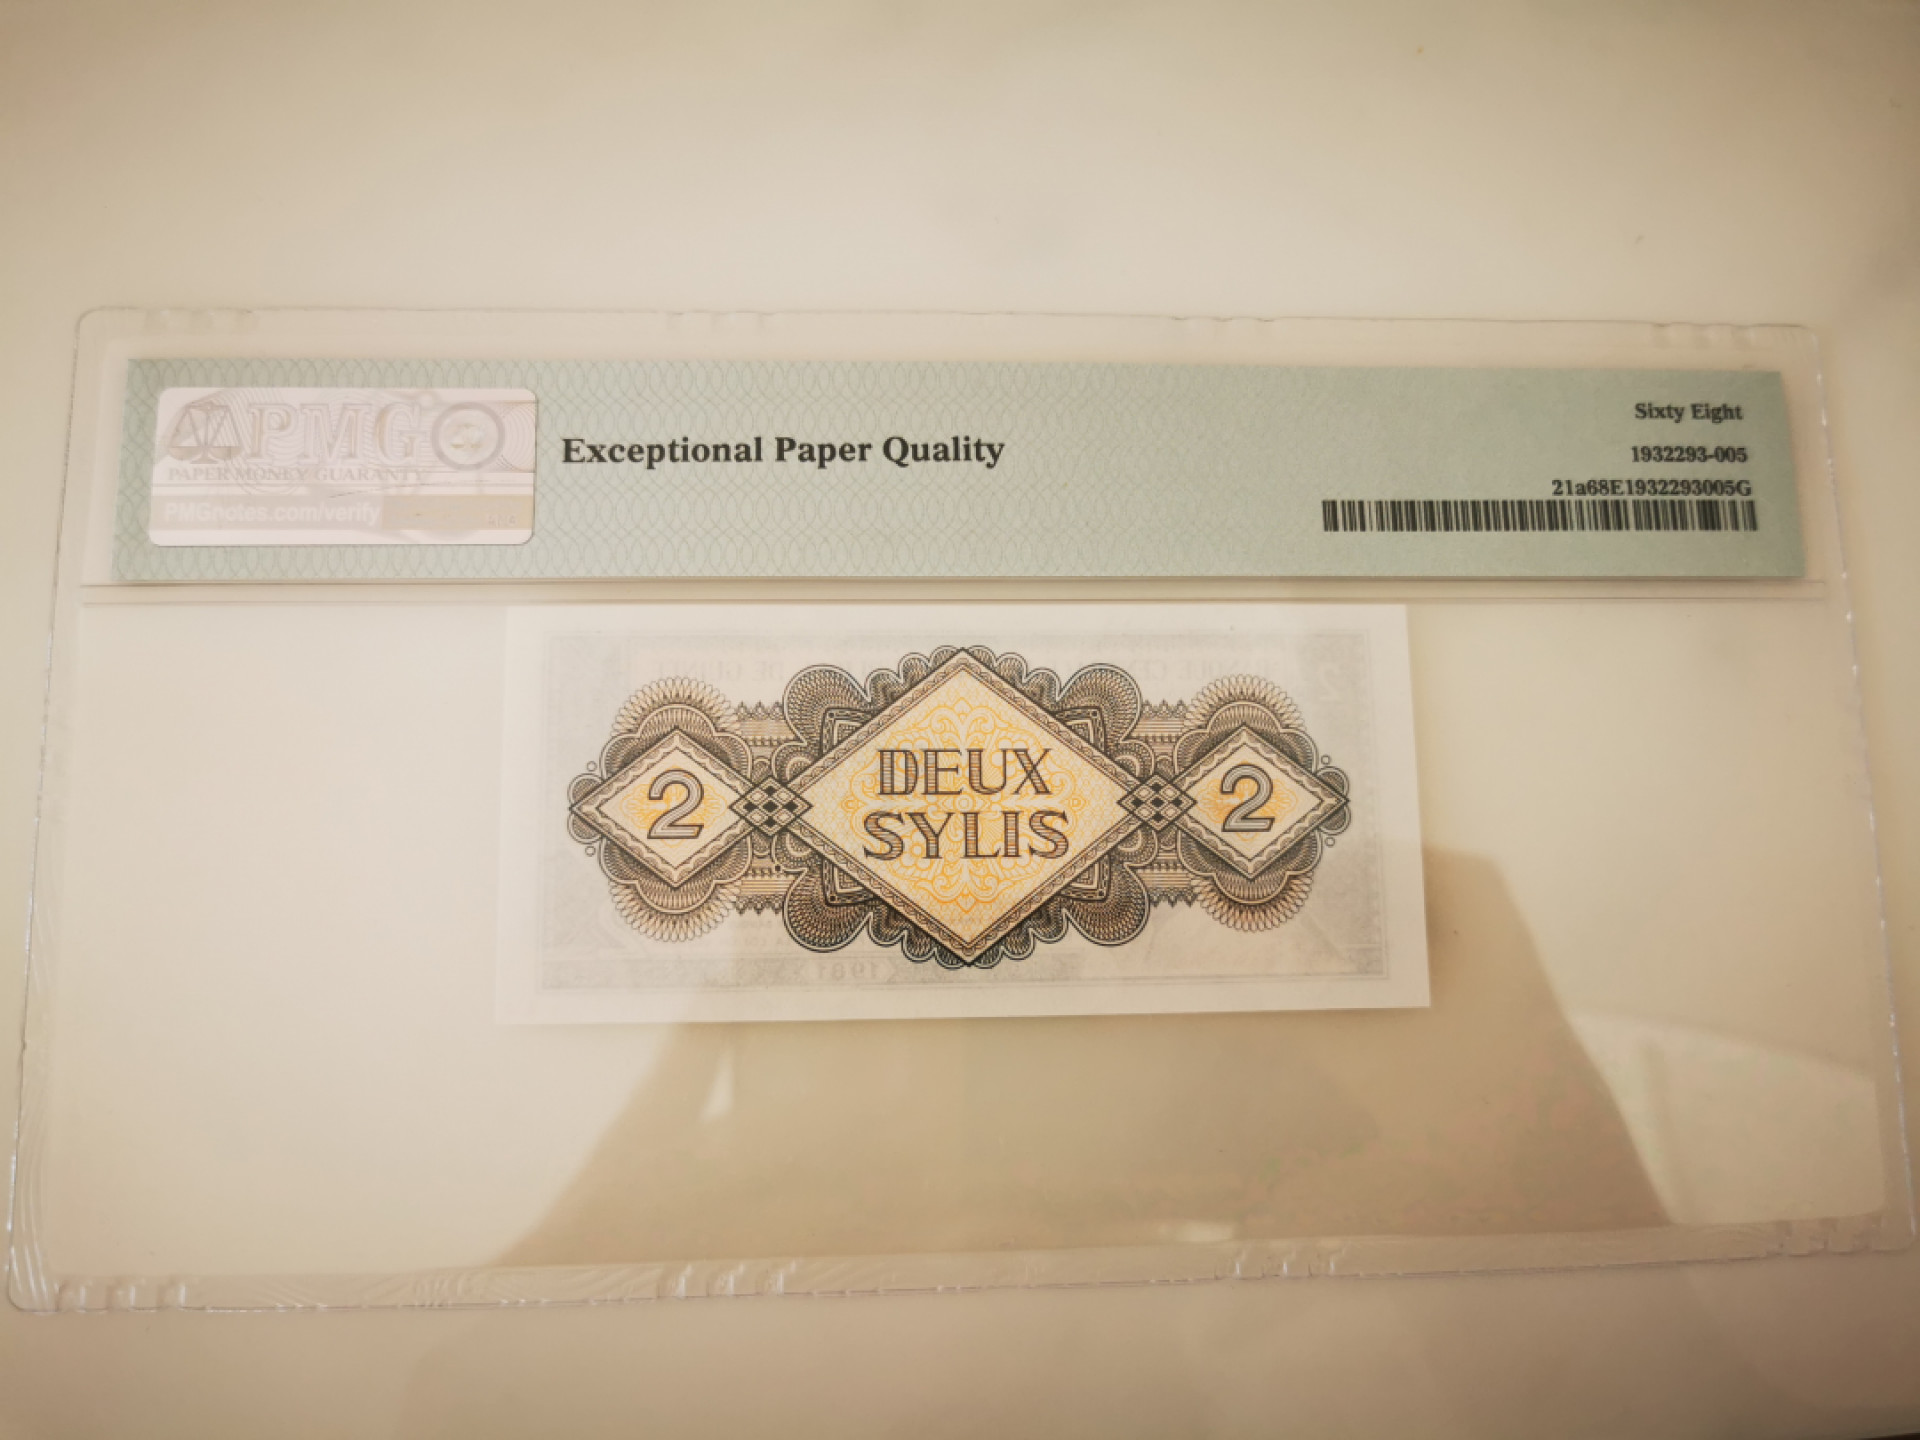 PMG
PAPER MONEY GUARANTY
PMGnotes.com/verify
Exceptional Paper Quality
Sixty Eight
1932293-005
21a68E1932293005G
2
DEUX
SYLIS
2
1981